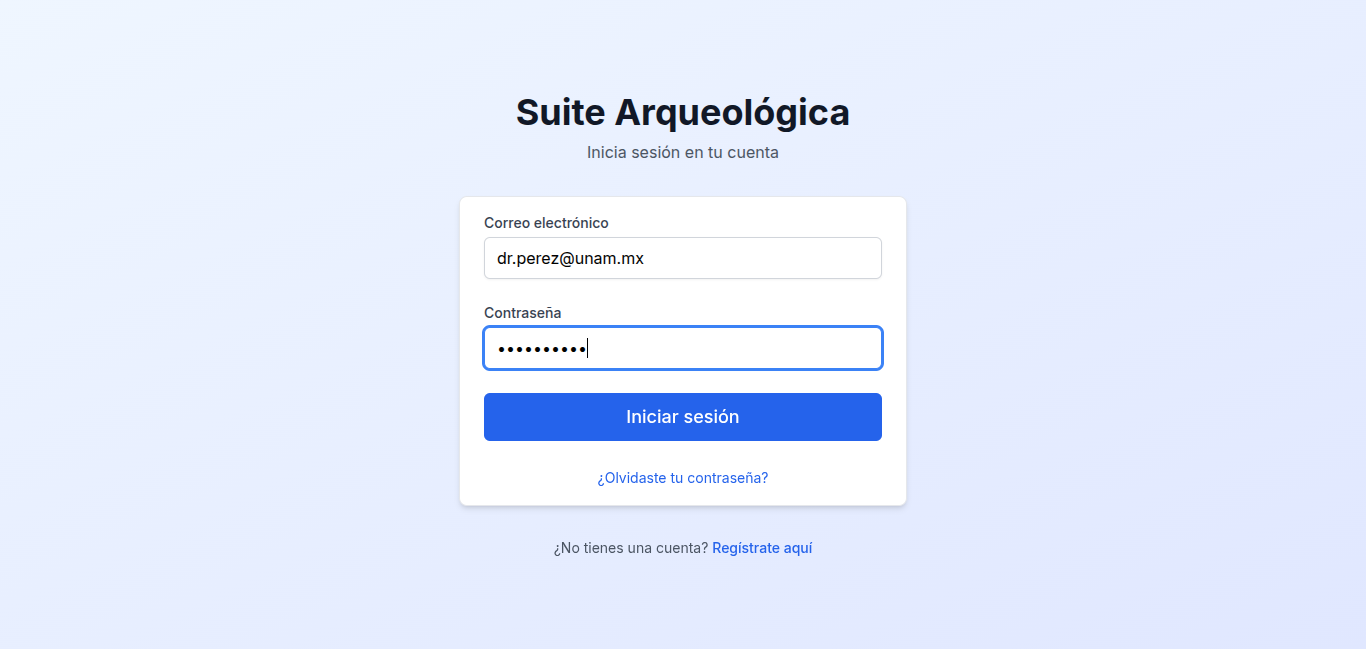 Suite Arqueológica
Inicia sesión en tu cuenta
Correo electrónico
dr.perez@unam.mx
Contraseña
••••••••••
Iniciar sesión
¿Olvidaste tu contraseña?
¿No tienes una cuenta? Regístrate aquí